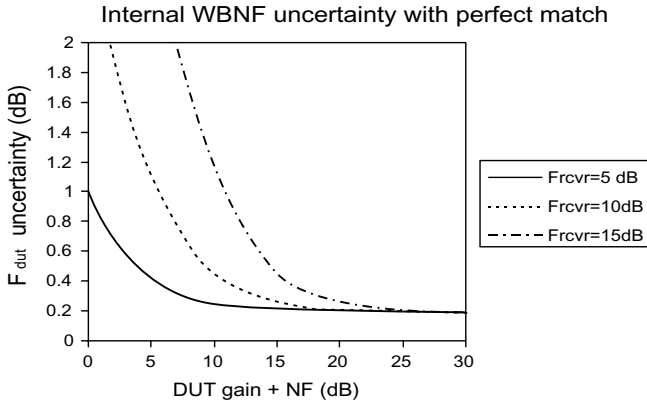 Internal WBNF uncertainty with perfect match
F dut uncertainty (dB)
2
1.8
1.6
1.4
1.2
1
0.8
0.6
0.4
0.2
0
0 5 10 15 20 25 30
DUT gain + NF (dB)
Frcvr=5 dB
Frcvr=10dB
Frcvr=15dB